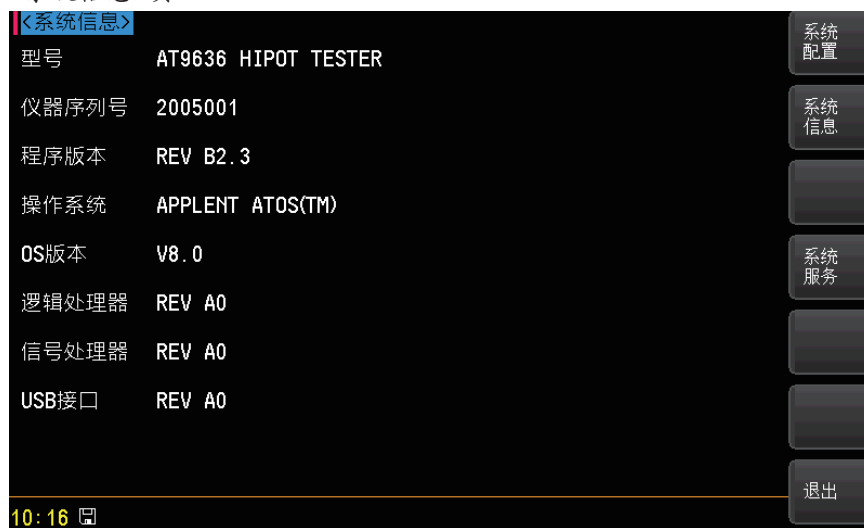 <系统信息>
型号 AT9636 HIPOT TESTER
仪器序列号 2005001
程序版本 REV B2.3
操作系统 APPLENT ATOS(TM)
OS版本 V8.0
逻辑处理器 REV A0
信号处理器 REV A0
USB接口 REV A0
10:16
系统
配置
系统
信息
系统
服务
退出